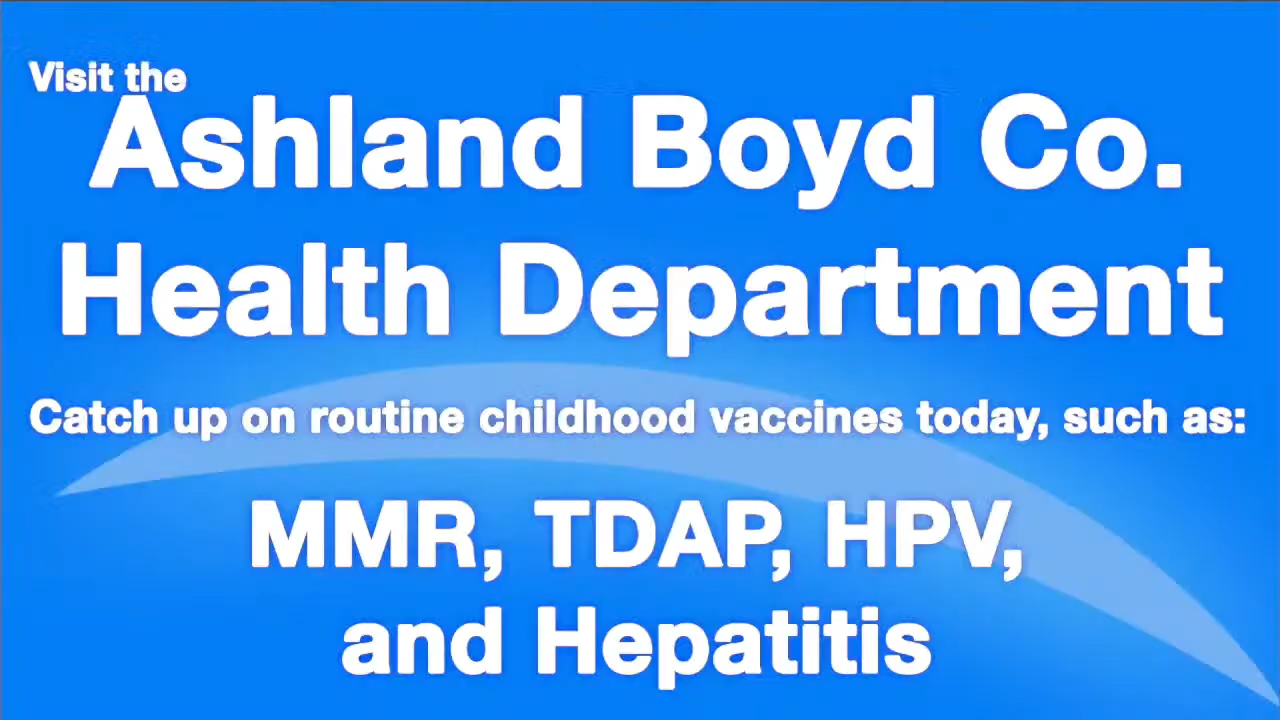 Visit the
Ashland Boyd Co.
Health Department
Catch up on routine childhood vaccines today, such as:
MMR, TDAP, HPV,
and Hepatitis